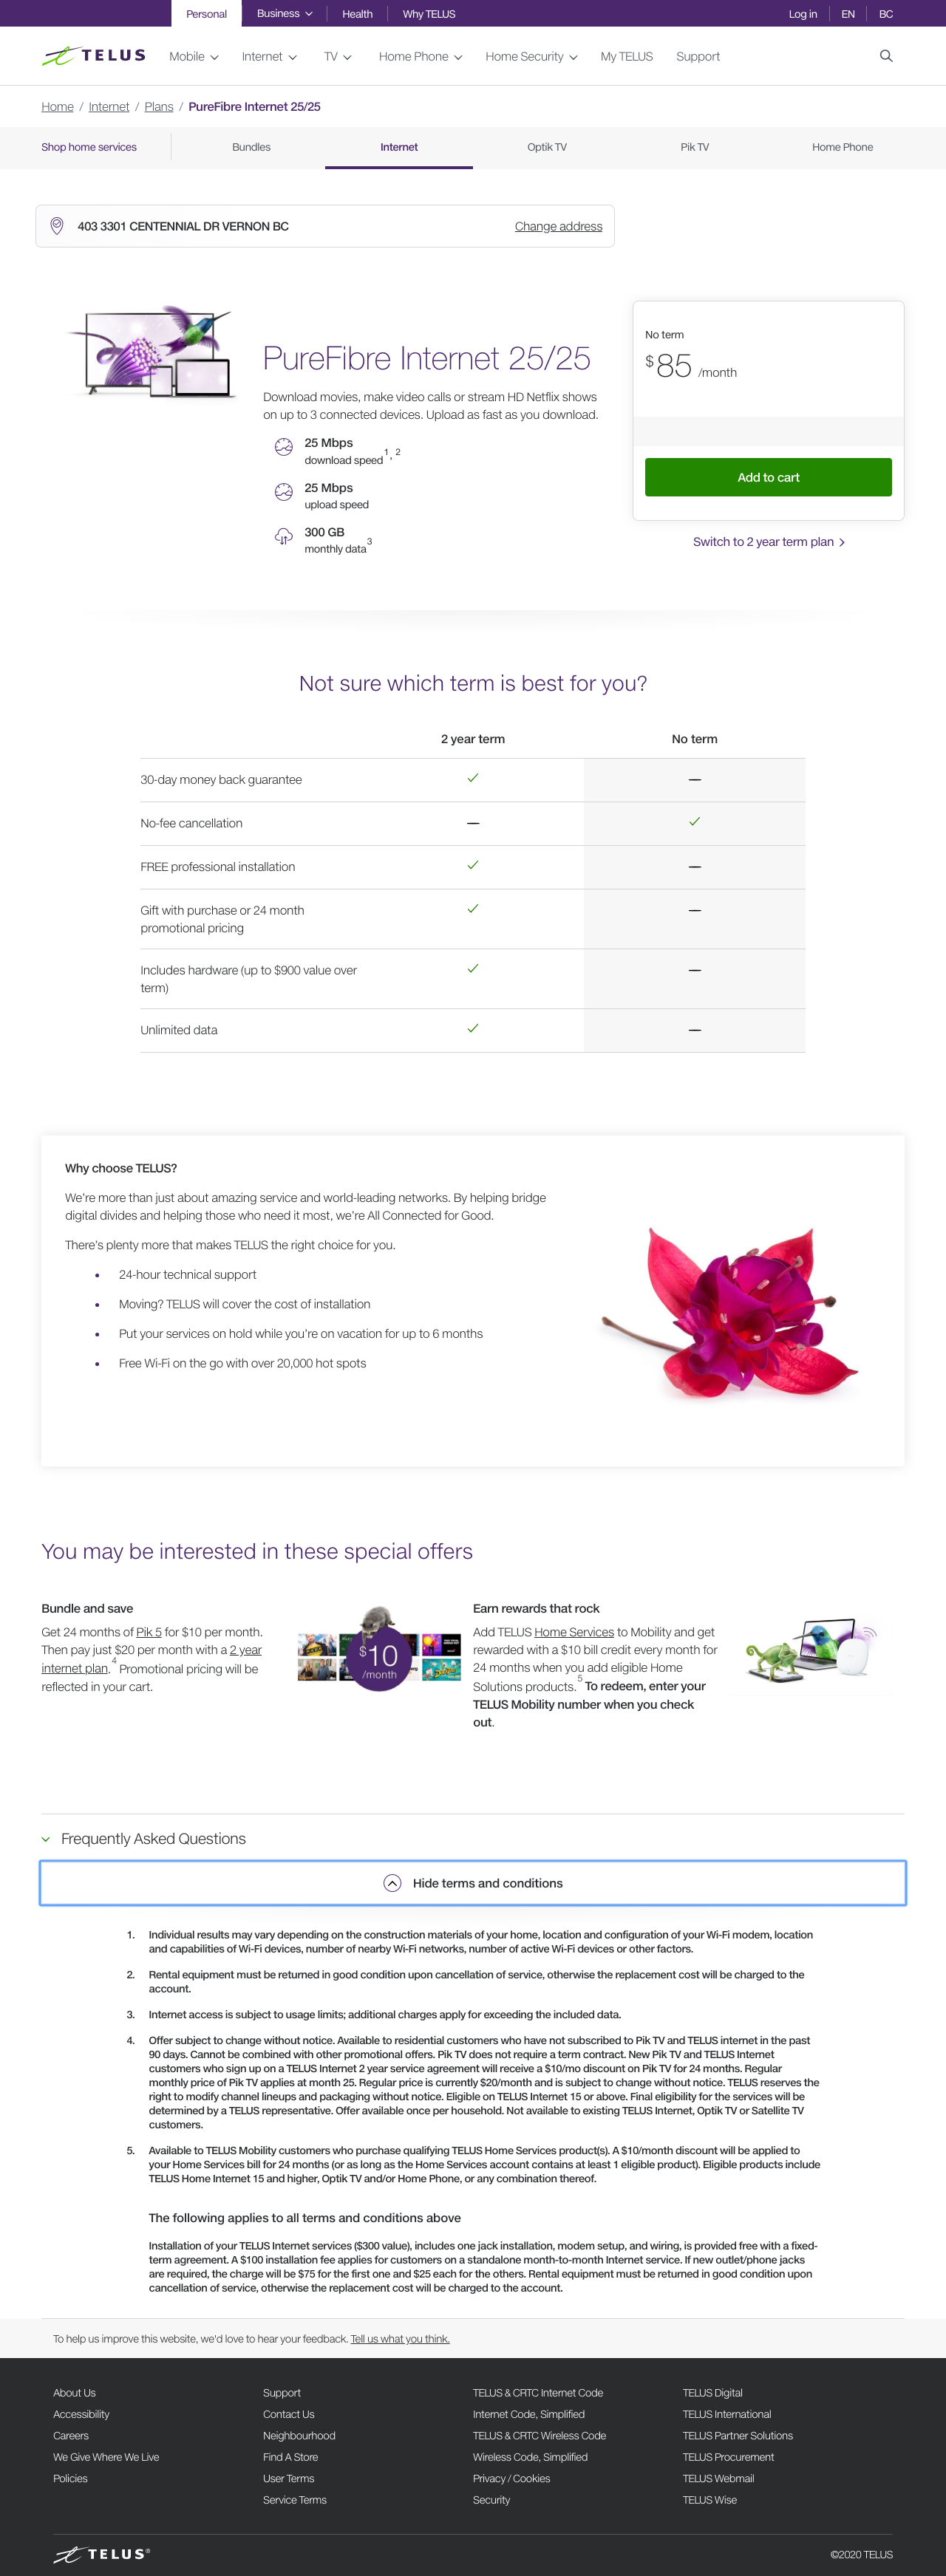 Personal
Business
Health
Why TELUS
Log in
EN
BC
TELUS
Mobile
Internet
TV
Home Phone
Home Security
My TELUS
Support
Home / Internet / Plans / PureFibre Internet 25/25
Shop home services
Bundles
Internet
Optik TV
Pik TV
Home Phone
403 3301 CENTENNIAL DR VERNON BC
Change address
PureFibre Internet 25/25
Download movies, make video calls or stream HD Netflix shows
on up to 3 connected devices. Upload as fast as you download.
25 Mbps
download speed1, 2
25 Mbps
upload speed
300 GB
monthly data3
No term
$85 /month
Add to cart
Switch to 2 year term plan
Not sure which term is best for you?
2 year term
No term
30-day money back guarantee
No-fee cancellation
FREE professional installation
Gift with purchase or 24 month
promotional pricing
Includes hardware (up to $900 value over
term)
Unlimited data
Why choose TELUS?
We're more than just about amazing service and world-leading networks. By helping bridge
digital divides and helping those who need it most, we're All Connected for Good.
There's plenty more that makes TELUS the right choice for you.
• 24-hour technical support
• Moving? TELUS will cover the cost of installation
• Put your services on hold while you're on vacation for up to 6 months
• Free Wi-Fi on the go with over 20,000 hot spots
You may be interested in these special offers
Bundle and save
Get 24 months of Pik 5 for $10 per month.
Then pay just $20 per month with a 2 year
internet plan.4 Promotional pricing will be
reflected in your cart.
$10
/month
Earn rewards that rock
Add TELUS Home Services to Mobility and get
rewarded with a $10 bill credit every month for
24 months when you add eligible Home
Solutions products.5 To redeem, enter your
TELUS Mobility number when you check
out.
Frequently Asked Questions
Hide terms and conditions
1. Individual results may vary depending on the construction materials of your home, location and configuration of your Wi-Fi modem, location
and capabilities of Wi-Fi devices, number of nearby Wi-Fi networks, number of active Wi-Fi devices or other factors.
2. Rental equipment must be returned in good condition upon cancellation of service, otherwise the replacement cost will be charged to the
account.
3. Internet access is subject to usage limits; additional charges apply for exceeding the included data.
4. Offer subject to change without notice. Available to residential customers who have not subscribed to Pik TV and TELUS internet in the past
90 days. Cannot be combined with other promotional offers. Pik TV does not require a term contract. New Pik TV and TELUS Internet
customers who sign up on a TELUS Internet 2 year service agreement will receive a $10/mo discount on Pik TV for 24 months. Regular
monthly price of Pik TV applies at month 25. Regular price is currently $20/month and is subject to change without notice. TELUS reserves the
right to modify channel lineups and packaging without notice. Eligible on TELUS Internet 15 or above. Final eligibility for the services will be
determined by a TELUS representative. Offer available once per household. Not available to existing TELUS Internet, Optik TV or Satellite TV
customers.
5. Available to TELUS Mobility customers who purchase qualifying TELUS Home Services product(s). A $10/month discount will be applied to
your Home Services bill for 24 months (or as long as the Home Services account contains at least 1 eligible product). Eligible products include
TELUS Home Internet 15 and higher, Optik TV and/or Home Phone, or any combination thereof.
The following applies to all terms and conditions above
Installation of your TELUS Internet services ($300 value), includes one jack installation, modem setup, and wiring, is provided free with a fixed-
term agreement. A $100 installation fee applies for customers on a standalone month-to-month Internet service. If new outlet/phone jacks
are required, the charge will be $75 for the first one and $25 each for the others. Rental equipment must be returned in good condition upon
cancellation of service, otherwise the replacement cost will be charged to the account.
To help us improve this website, we'd love to hear your feedback. Tell us what you think.
About Us
Accessibility
Careers
We Give Where We Live
Policies
Support
Contact Us
Neighbourhood
Find A Store
User Terms
Service Terms
TELUS & CRTC Internet Code
Internet Code, Simplified
TELUS & CRTC Wireless Code
Wireless Code, Simplified
Privacy / Cookies
Security
TELUS Digital
TELUS International
TELUS Partner Solutions
TELUS Procurement
TELUS Webmail
TELUS Wise
TELUS®
©2020 TELUS